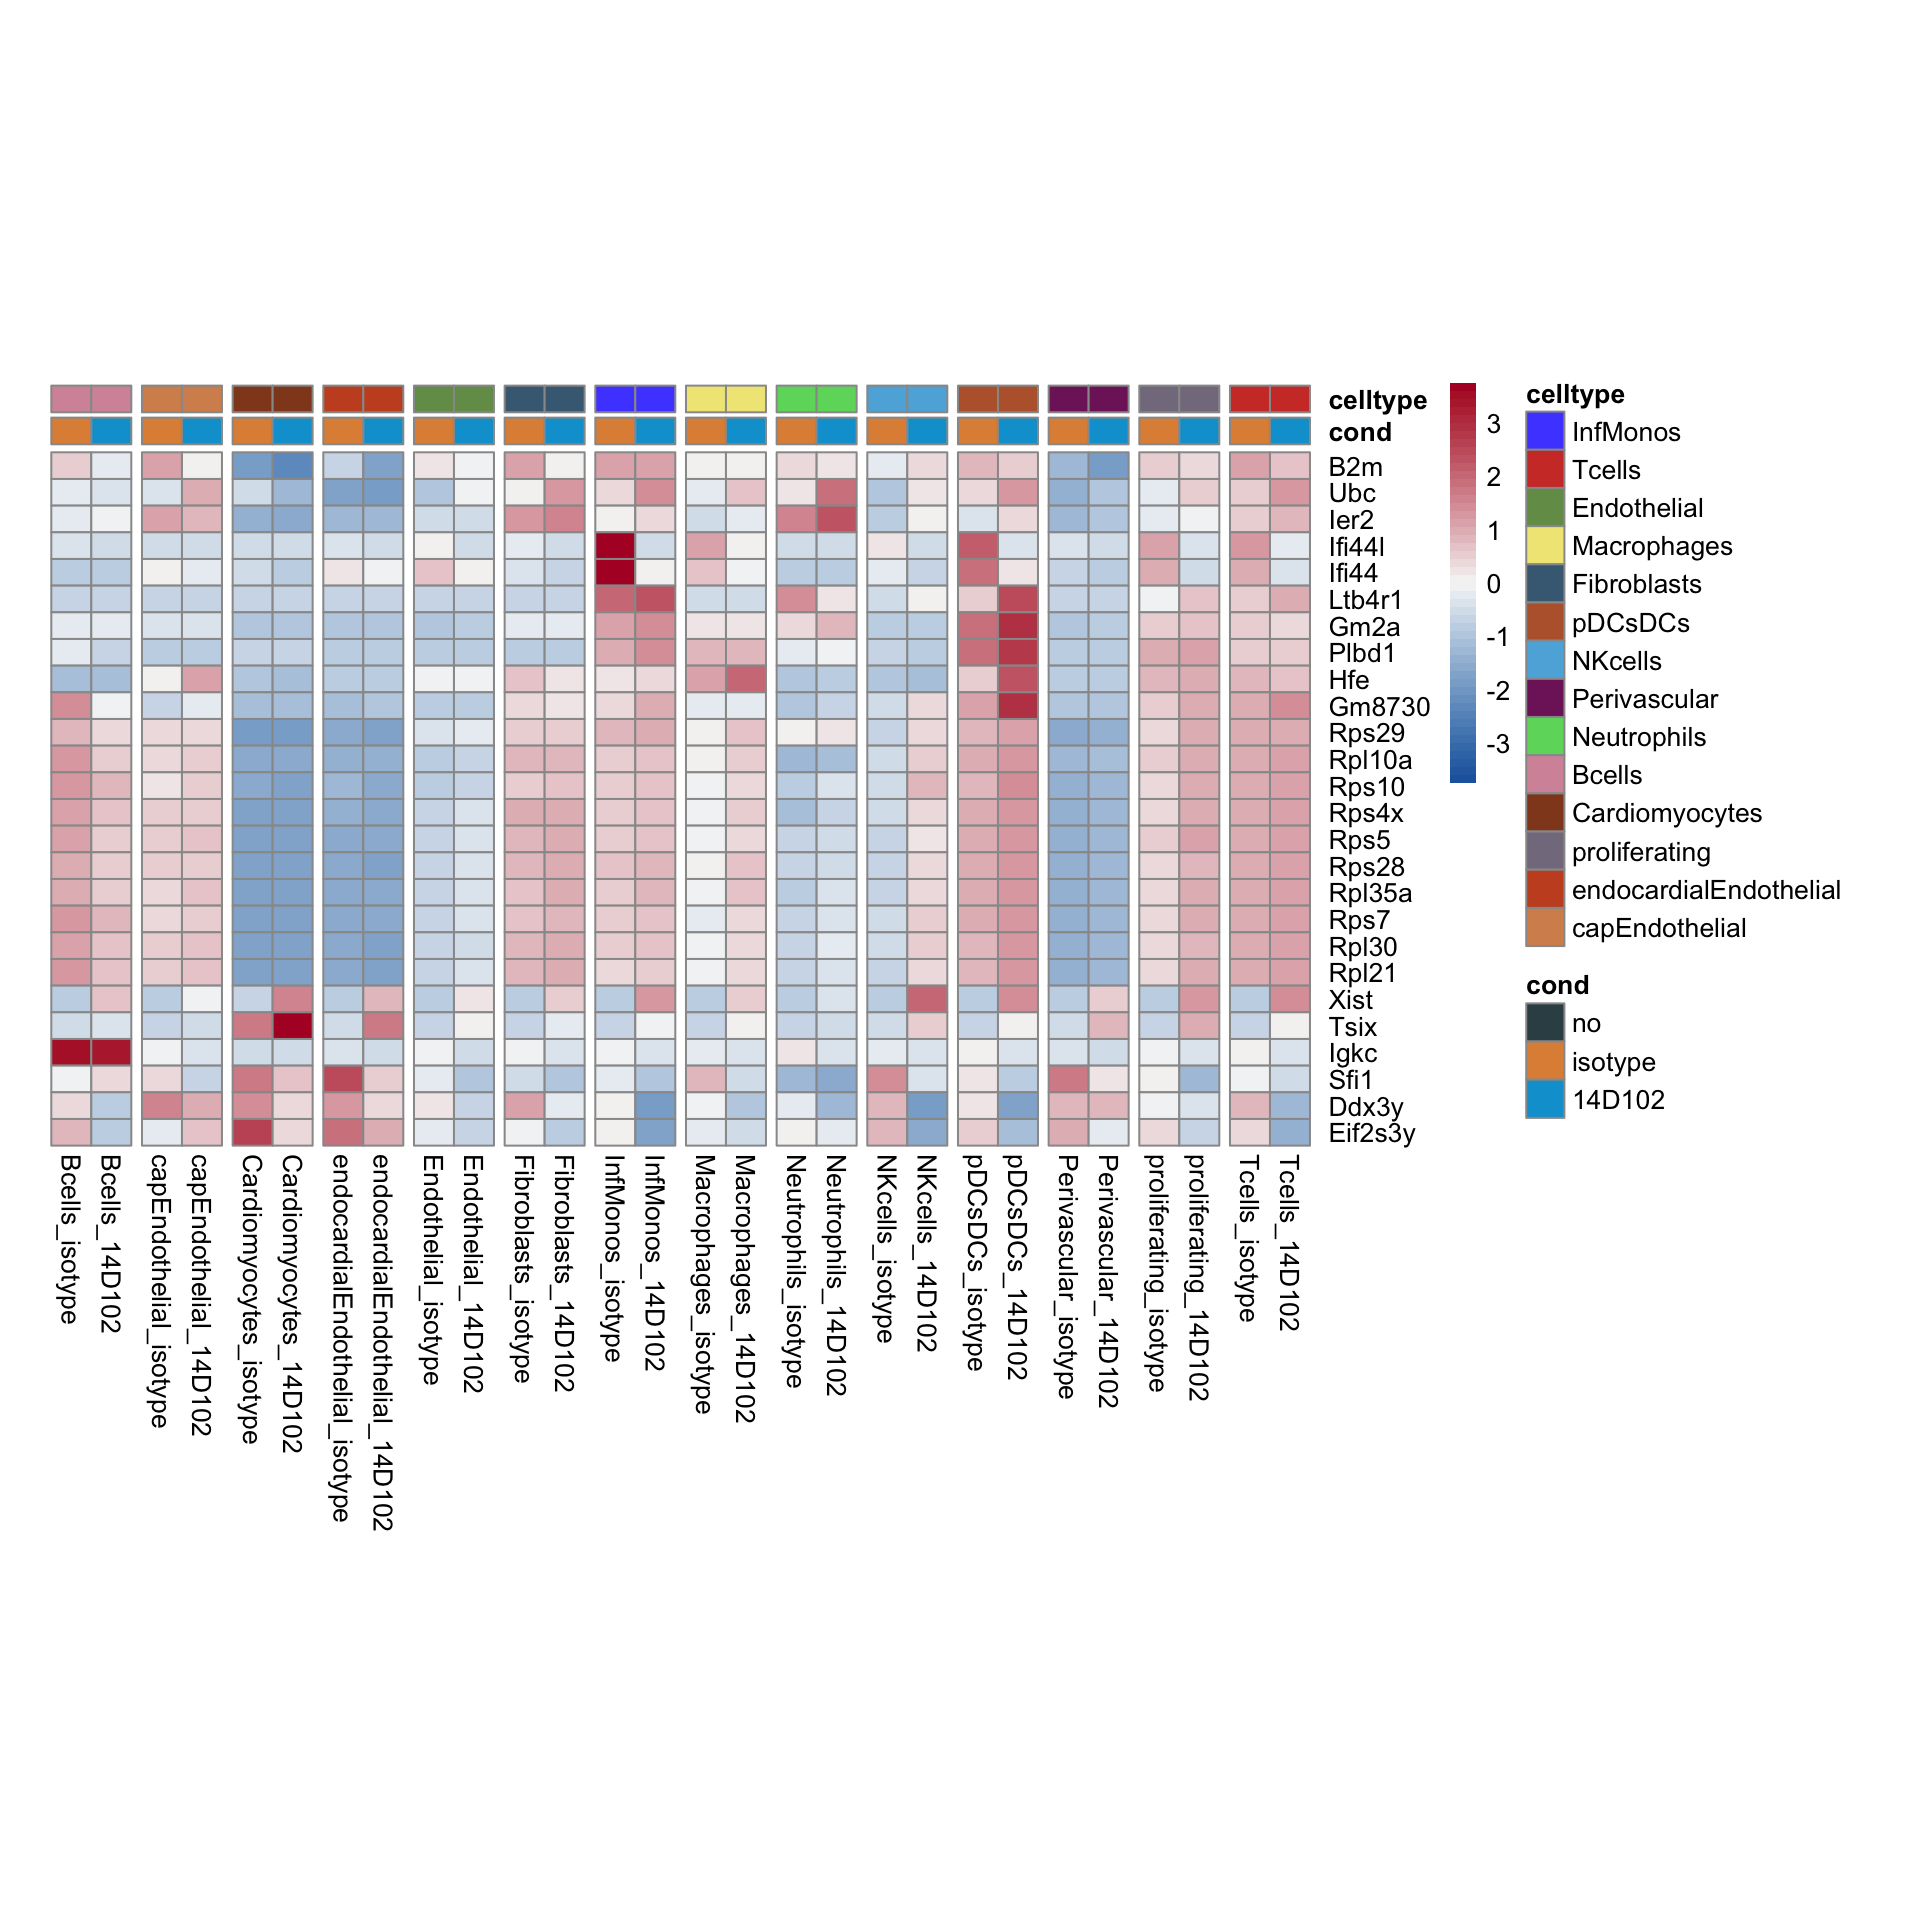 celltype
cond
B2m
Ubc
Ier2
Ifi44l
Ifi44
Ltb4r1
Gm2a
Plbd1
Hfe
Gm8730
Rps29
Rpl10a
Rps10
Rps4x
Rps5
Rps28
Rpl35a
Rps7
Rpl30
Rpl21
Xist
Tsix
Igkc
Sfi1
Ddx3y
Eif2s3y
Bcells_isotype
Bcells_14D102
capEndothelial_isotype
capEndothelial_14D102
Cardiomyocytes_isotype
Cardiomyocytes_14D102
endocardialEndothelial_isotype
endocardialEndothelial_14D102
Endothelial_isotype
Endothelial_14D102
Fibroblasts_isotype
Fibroblasts_14D102
InfMonos_isotype
InfMonos_14D102
Macrophages_isotype
Macrophages_14D102
Neutrophils_isotype
Neutrophils_14D102
NKcells_isotype
NKcells_14D102
pDCsDCs_isotype
pDCsDCs_14D102
Perivascular_isotype
Perivascular_14D102
proliferating_isotype
proliferating_14D102
Tcells_isotype
Tcells_14D102
3
2
1
0
-1
-2
-3
celltype
InfMonos
Tcells
Endothelial
Macrophages
Fibroblasts
pDCsDCs
NKcells
Perivascular
Neutrophils
Bcells
Cardiomyocytes
proliferating
endocardialEndothelial
capEndothelial
cond
no
isotype
14D102